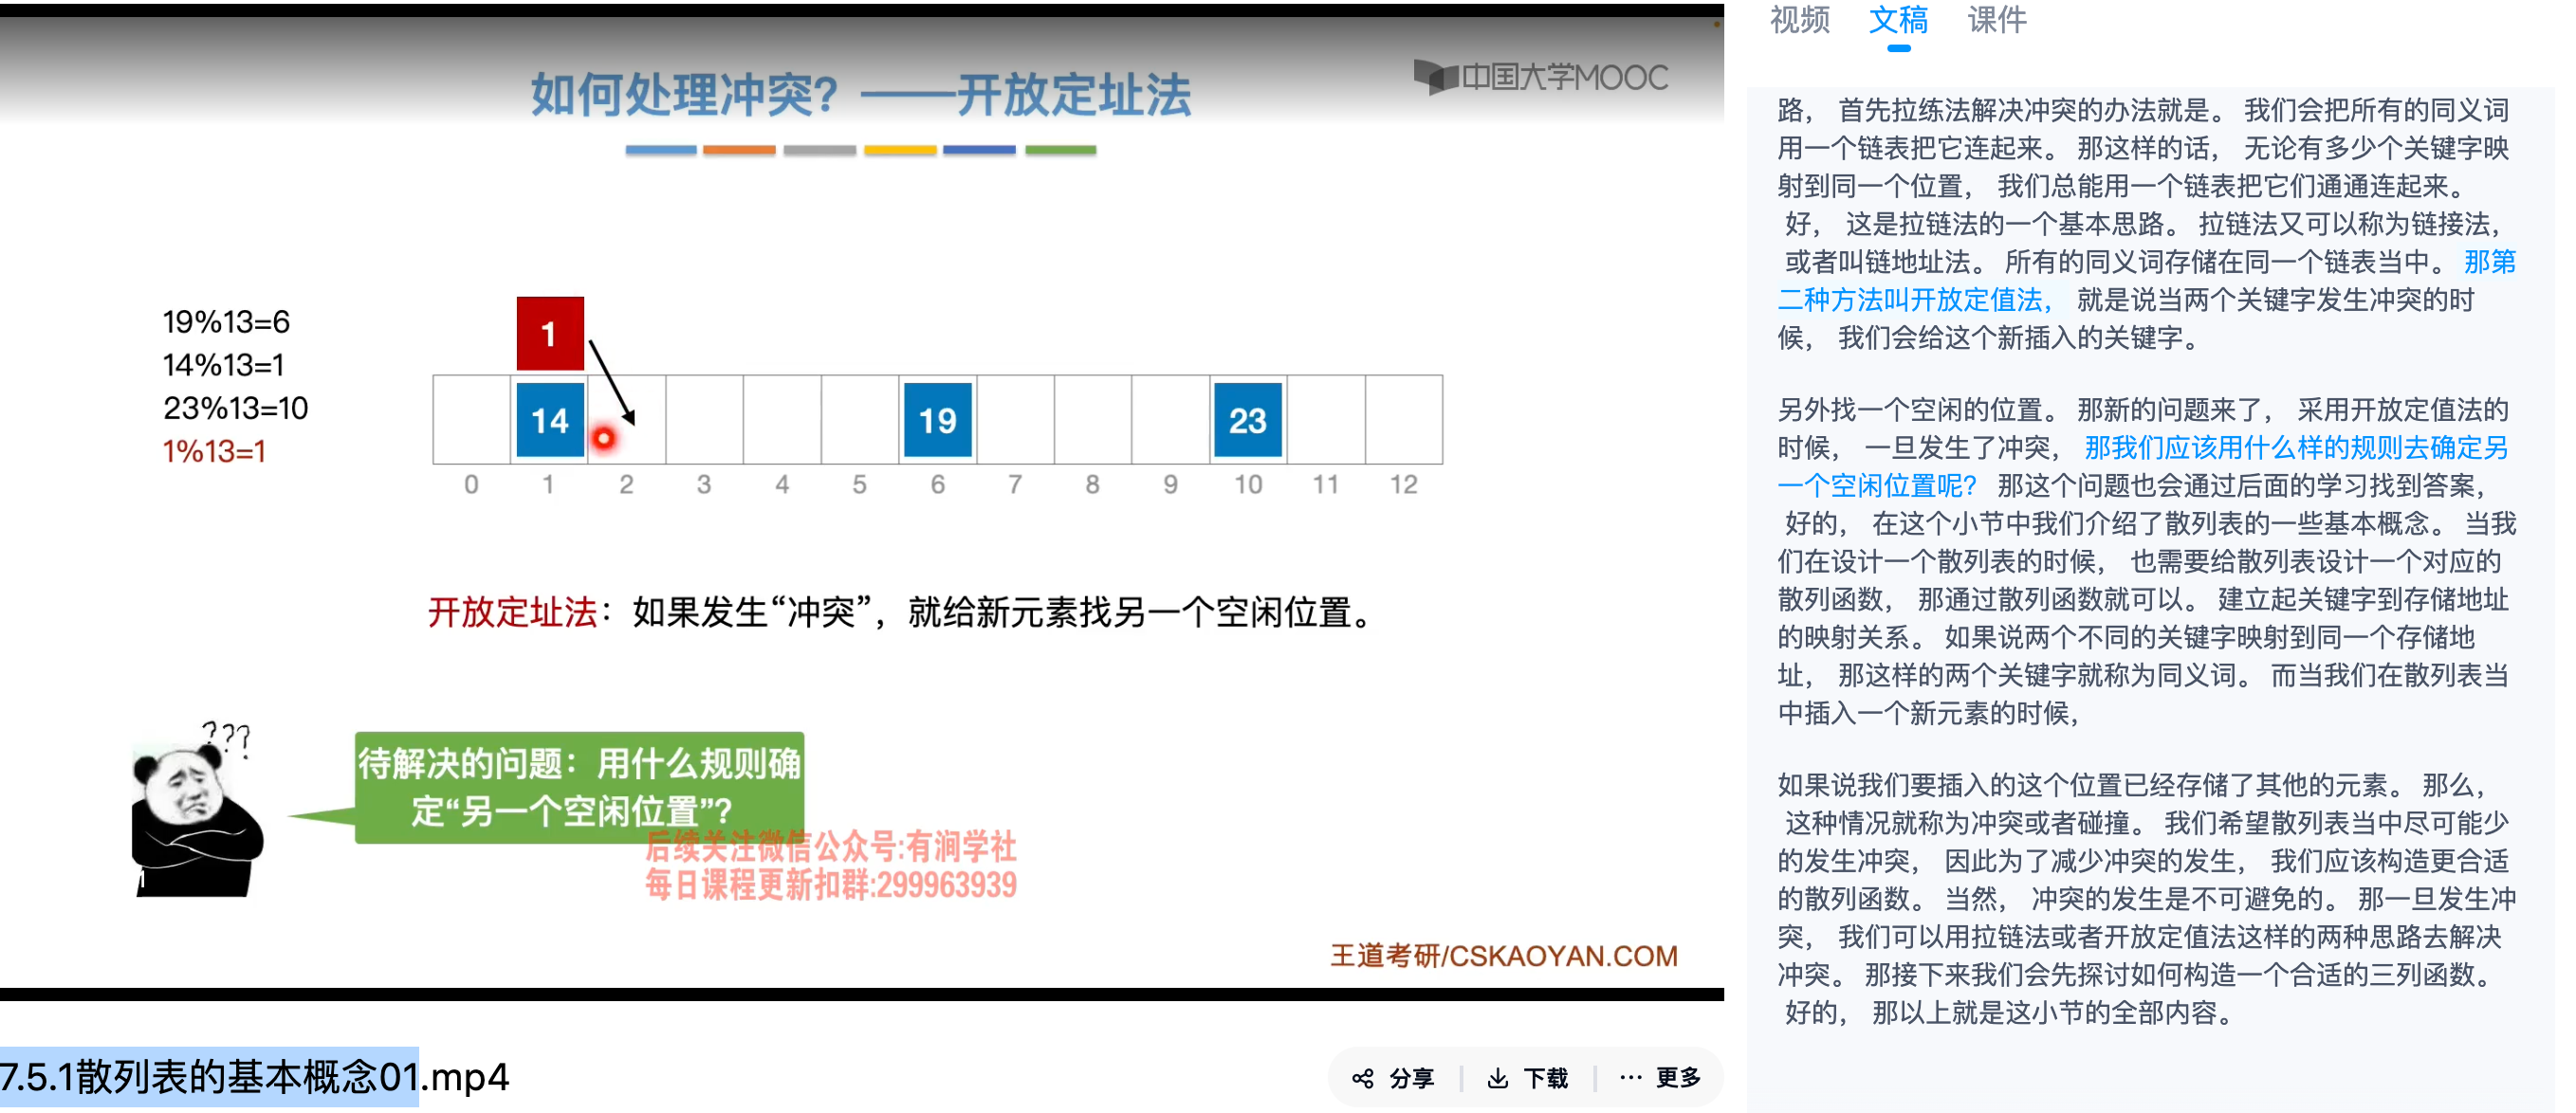 如何处理冲突?——开放定址法
中国大学MOOC
19%13=6
14%13=1
23%13=10
1%13=1
1
14
19
23
0 1 2 3 4 5 6 7 8 9 10 11 12
开放定址法：如果发生“冲突”，就给新元素找另一个空闲位置。
???
待解决的问题：用什么规则确
定“另一个空闲位置”?
后续关注微信公众号:有涧学社
每日课程更新扣群:299963939
王道考研/CSKAOYAN.COM
7.5.1散列表的基本概念01.mp4
分享
下载
··· 更多
视频 文稿 课件
路， 首先拉练法解决冲突的办法就是。 我们会把所有的同义词
用一个链表把它连起来。 那这样的话， 无论有多少个关键字映
射到同一个位置， 我们总能用一个链表把它们通通连起来。
好， 这是拉链法的一个基本思路。 拉链法又可以称为链接法，
或者叫链地址法。 所有的同义词存储在同一个链表当中。 那第
二种方法叫开放定值法， 就是说当两个关键字发生冲突的时
候， 我们会给这个新插入的关键字。
另外找一个空闲的位置。 那新的问题来了， 采用开放定值法的
时候， 一旦发生了冲突， 那我们应该用什么样的规则去确定另
一个空闲位置呢? 那这个问题也会通过后面的学习找到答案，
好的， 在这个小节中我们介绍了散列表的一些基本概念。 当我
们在设计一个散列表的时候， 也需要给散列表设计一个对应的
散列函数， 那通过散列函数就可以。 建立起关键字到存储地址
的映射关系。 如果说两个不同的关键字映射到同一个存储地
址， 那这样的两个关键字就称为同义词。 而当我们在散列表当
中插入一个新元素的时候，
如果说我们要插入的这个位置已经存储了其他的元素。 那么，
这种情况就称为冲突或者碰撞。 我们希望散列表当中尽可能少
的发生冲突， 因此为了减少冲突的发生， 我们应该构造更合适
的散列函数。 当然， 冲突的发生是不可避免的。 那一旦发生冲
突， 我们可以用拉链法或者开放定值法这样的两种思路去解决
冲突。 那接下来我们会先探讨如何构造一个合适的三列函数。
好的， 那以上就是这小节的全部内容。